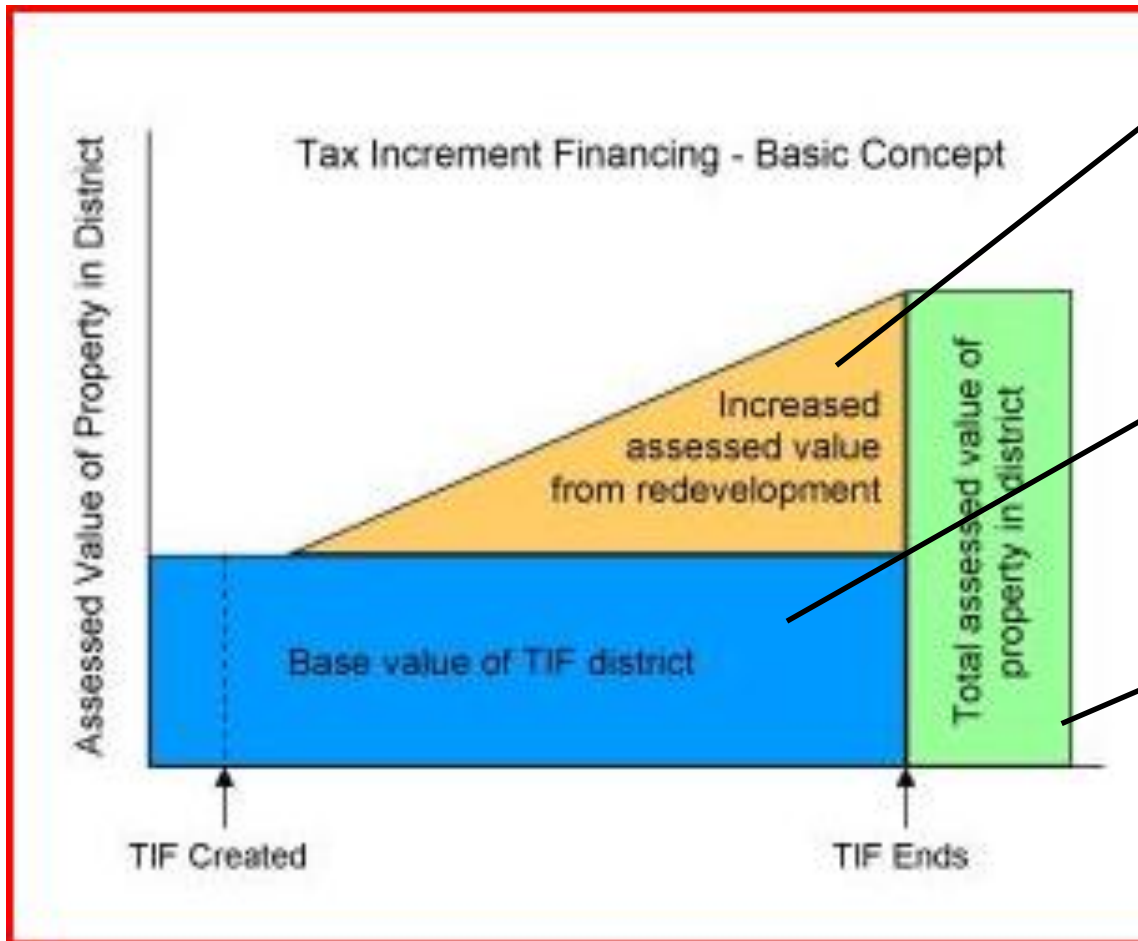 Tax Increment Financing - Basic Concept
Assessed Value of Property in District
Increased
assessed value
from redevelopment
Total assessed value of
property in district
Base value of TIF district
TIF Created
TIF Ends